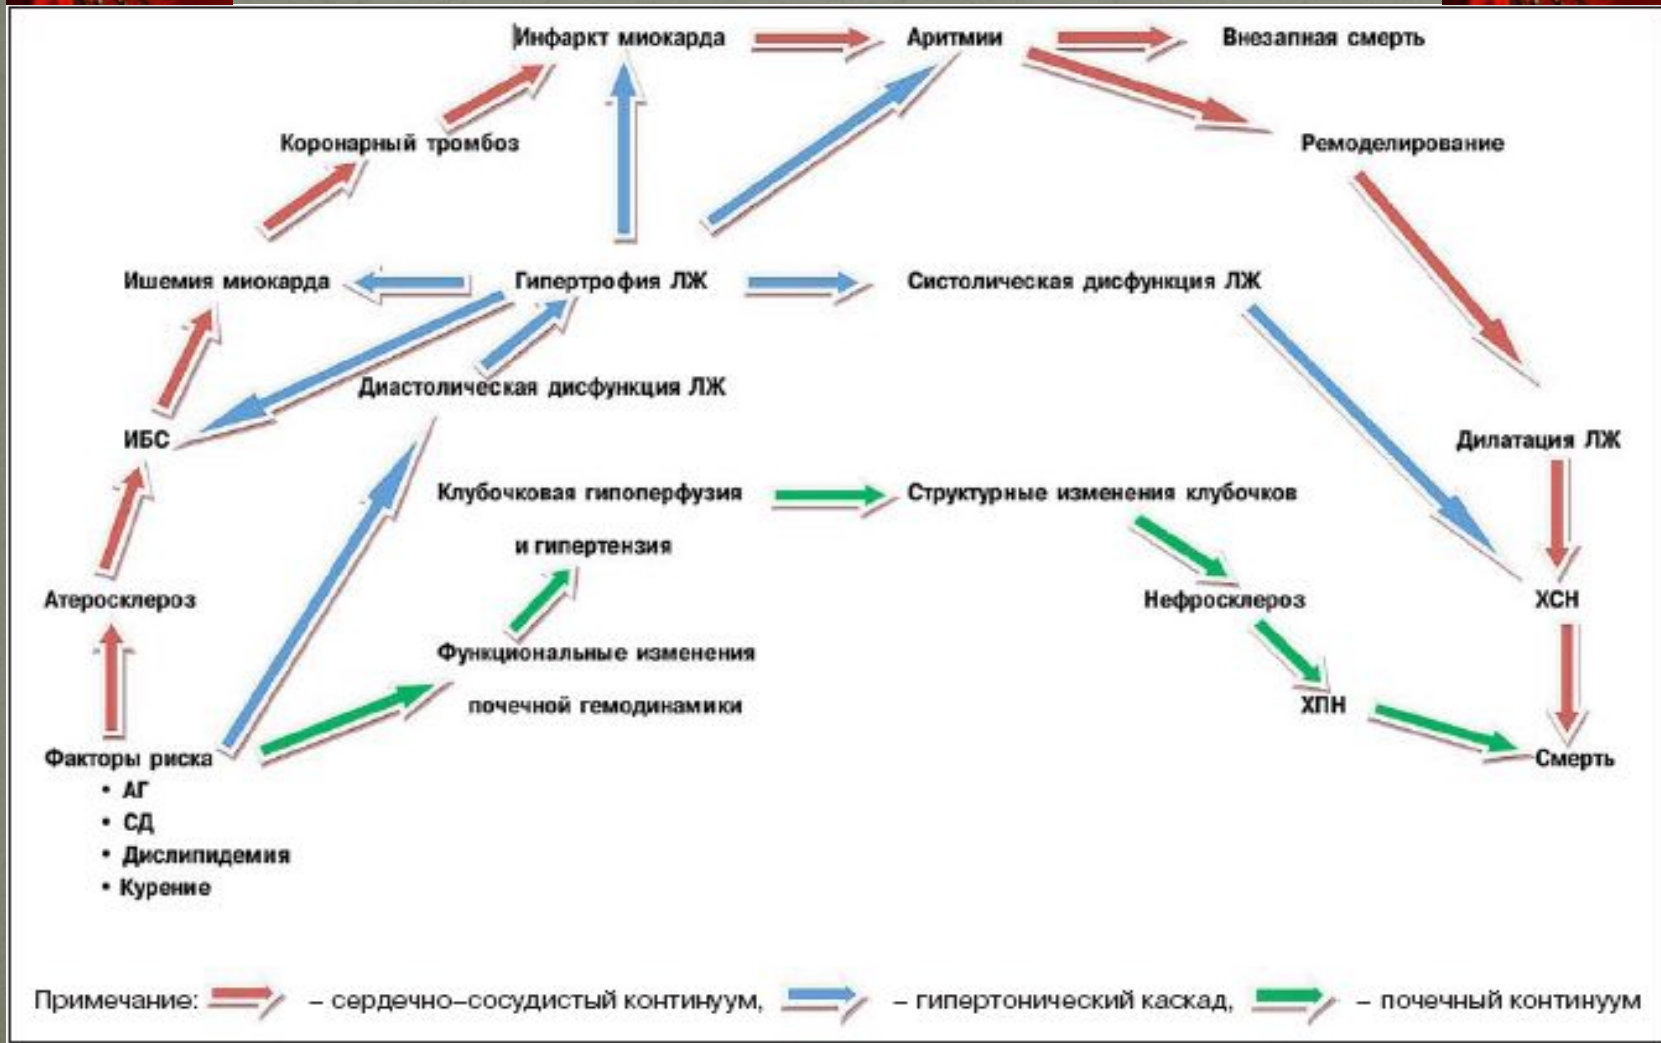 Инфаркт миокарда
Аритмии
Внезапная смерть
Коронарный тромбоз
Ремоделирование
Ишемия миокарда
Гипертрофия ЛЖ
Систолическая дисфункция ЛЖ
Диастолическая дисфункция ЛЖ
ИБС
Дилатация ЛЖ
Клубочковая гипоперфузия
и гипертензия
Структурные изменения клубочков
Атеросклероз
Нефросклероз
ХСН
Функциональные изменения
почечной гемодинамики
ХПН
Факторы риска
• АГ
• СД
• Дислипидемия
• Курение
Смерть
Примечание: – сердечно–сосудистый континуум, – гипертонический каскад, – почечный континуум